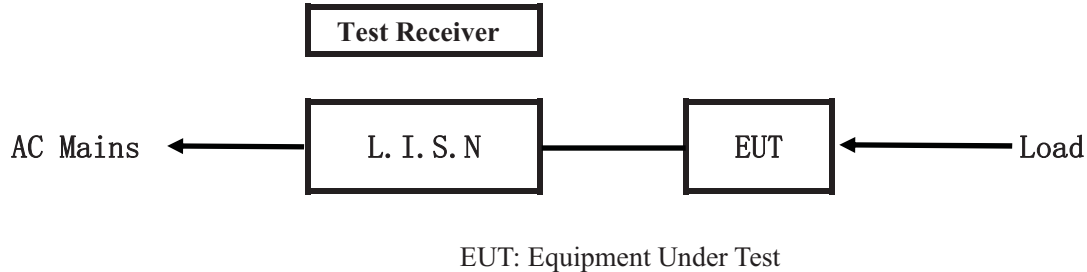 Test Receiver
AC Mains L.I.S.N EUT Load
EUT: Equipment Under Test